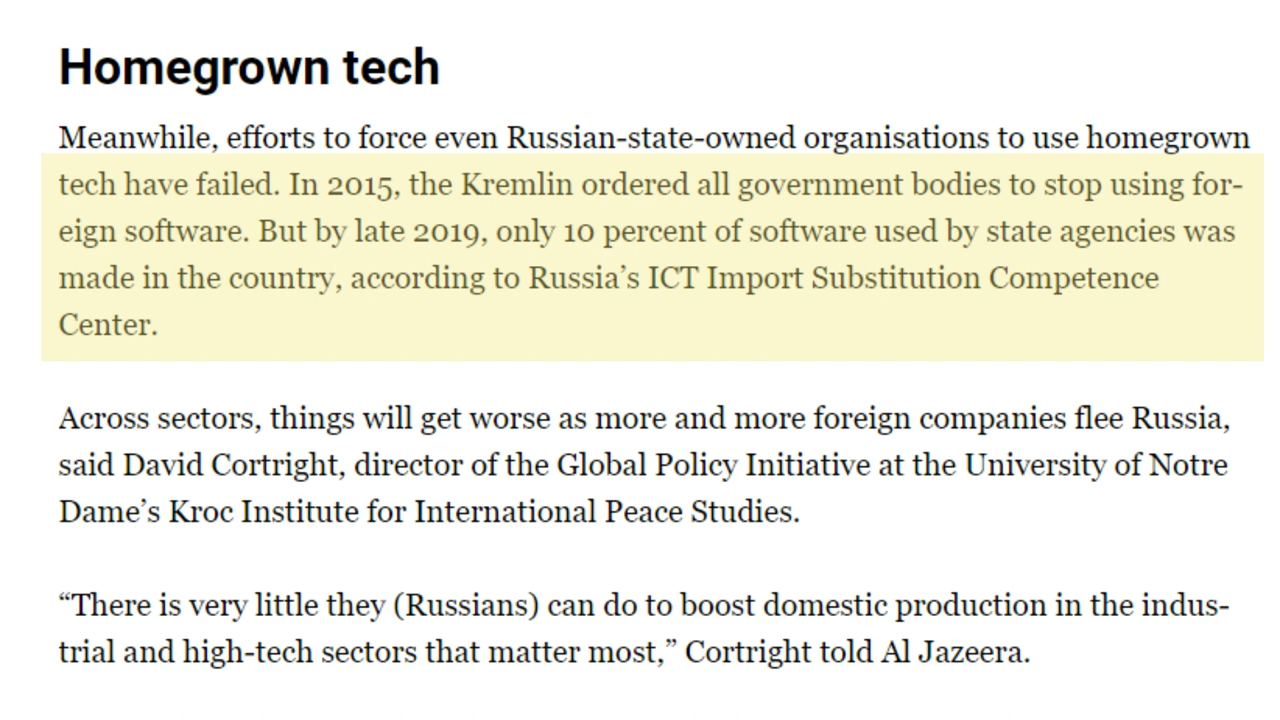 Homegrown tech
Meanwhile, efforts to force even Russian-state-owned organisations to use homegrown
tech have failed. In 2015, the Kremlin ordered all government bodies to stop using for-
eign software. But by late 2019, only 10 percent of software used by state agencies was
made in the country, according to Russia’s ICT Import Substitution Competence
Center.
Across sectors, things will get worse as more and more foreign companies flee Russia,
said David Cortright, director of the Global Policy Initiative at the University of Notre
Dame’s Kroc Institute for International Peace Studies.
“There is very little they (Russians) can do to boost domestic production in the indus-
trial and high-tech sectors that matter most,” Cortright told Al Jazeera.